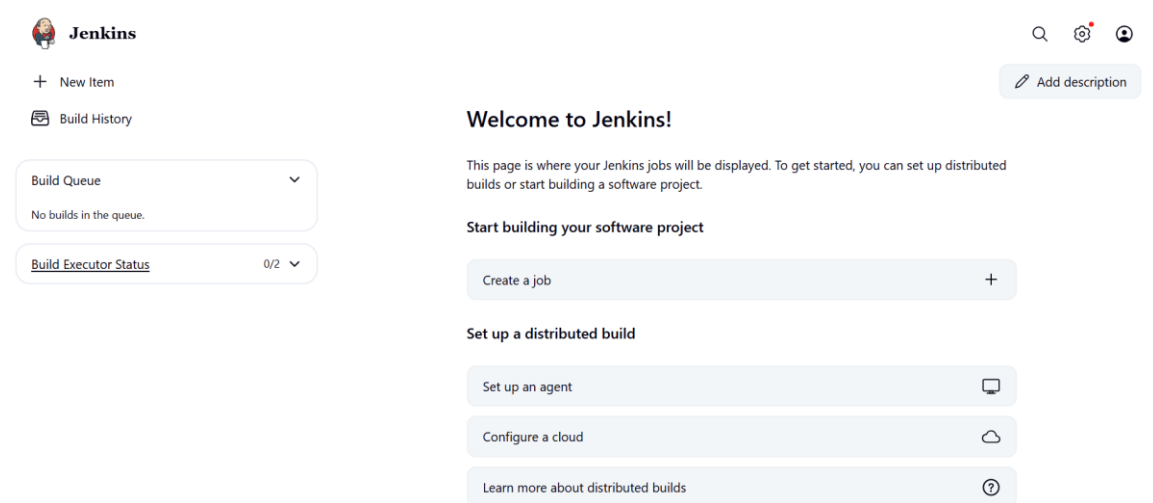 Jenkins
New Item
Add description
Build History
Welcome to Jenkins!
This page is where your Jenkins jobs will be displayed. To get started, you can set up distributed
builds or start building a software project.
Build Queue
No builds in the queue.
Start building your software project
Build Executor Status 0/2
Create a job
Set up a distributed build
Set up an agent
Configure a cloud
Learn more about distributed builds